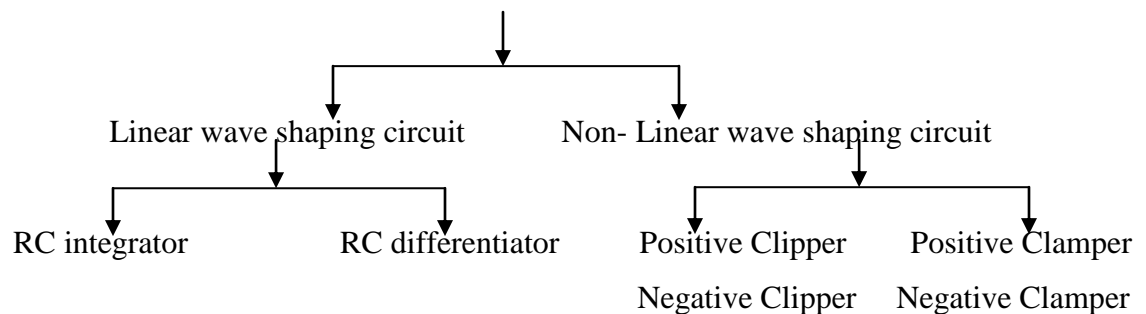 Linear wave shaping circuit Non- Linear wave shaping circuit
RC integrator RC differentiator Positive Clipper Positive Clamper
Negative Clipper Negative Clamper